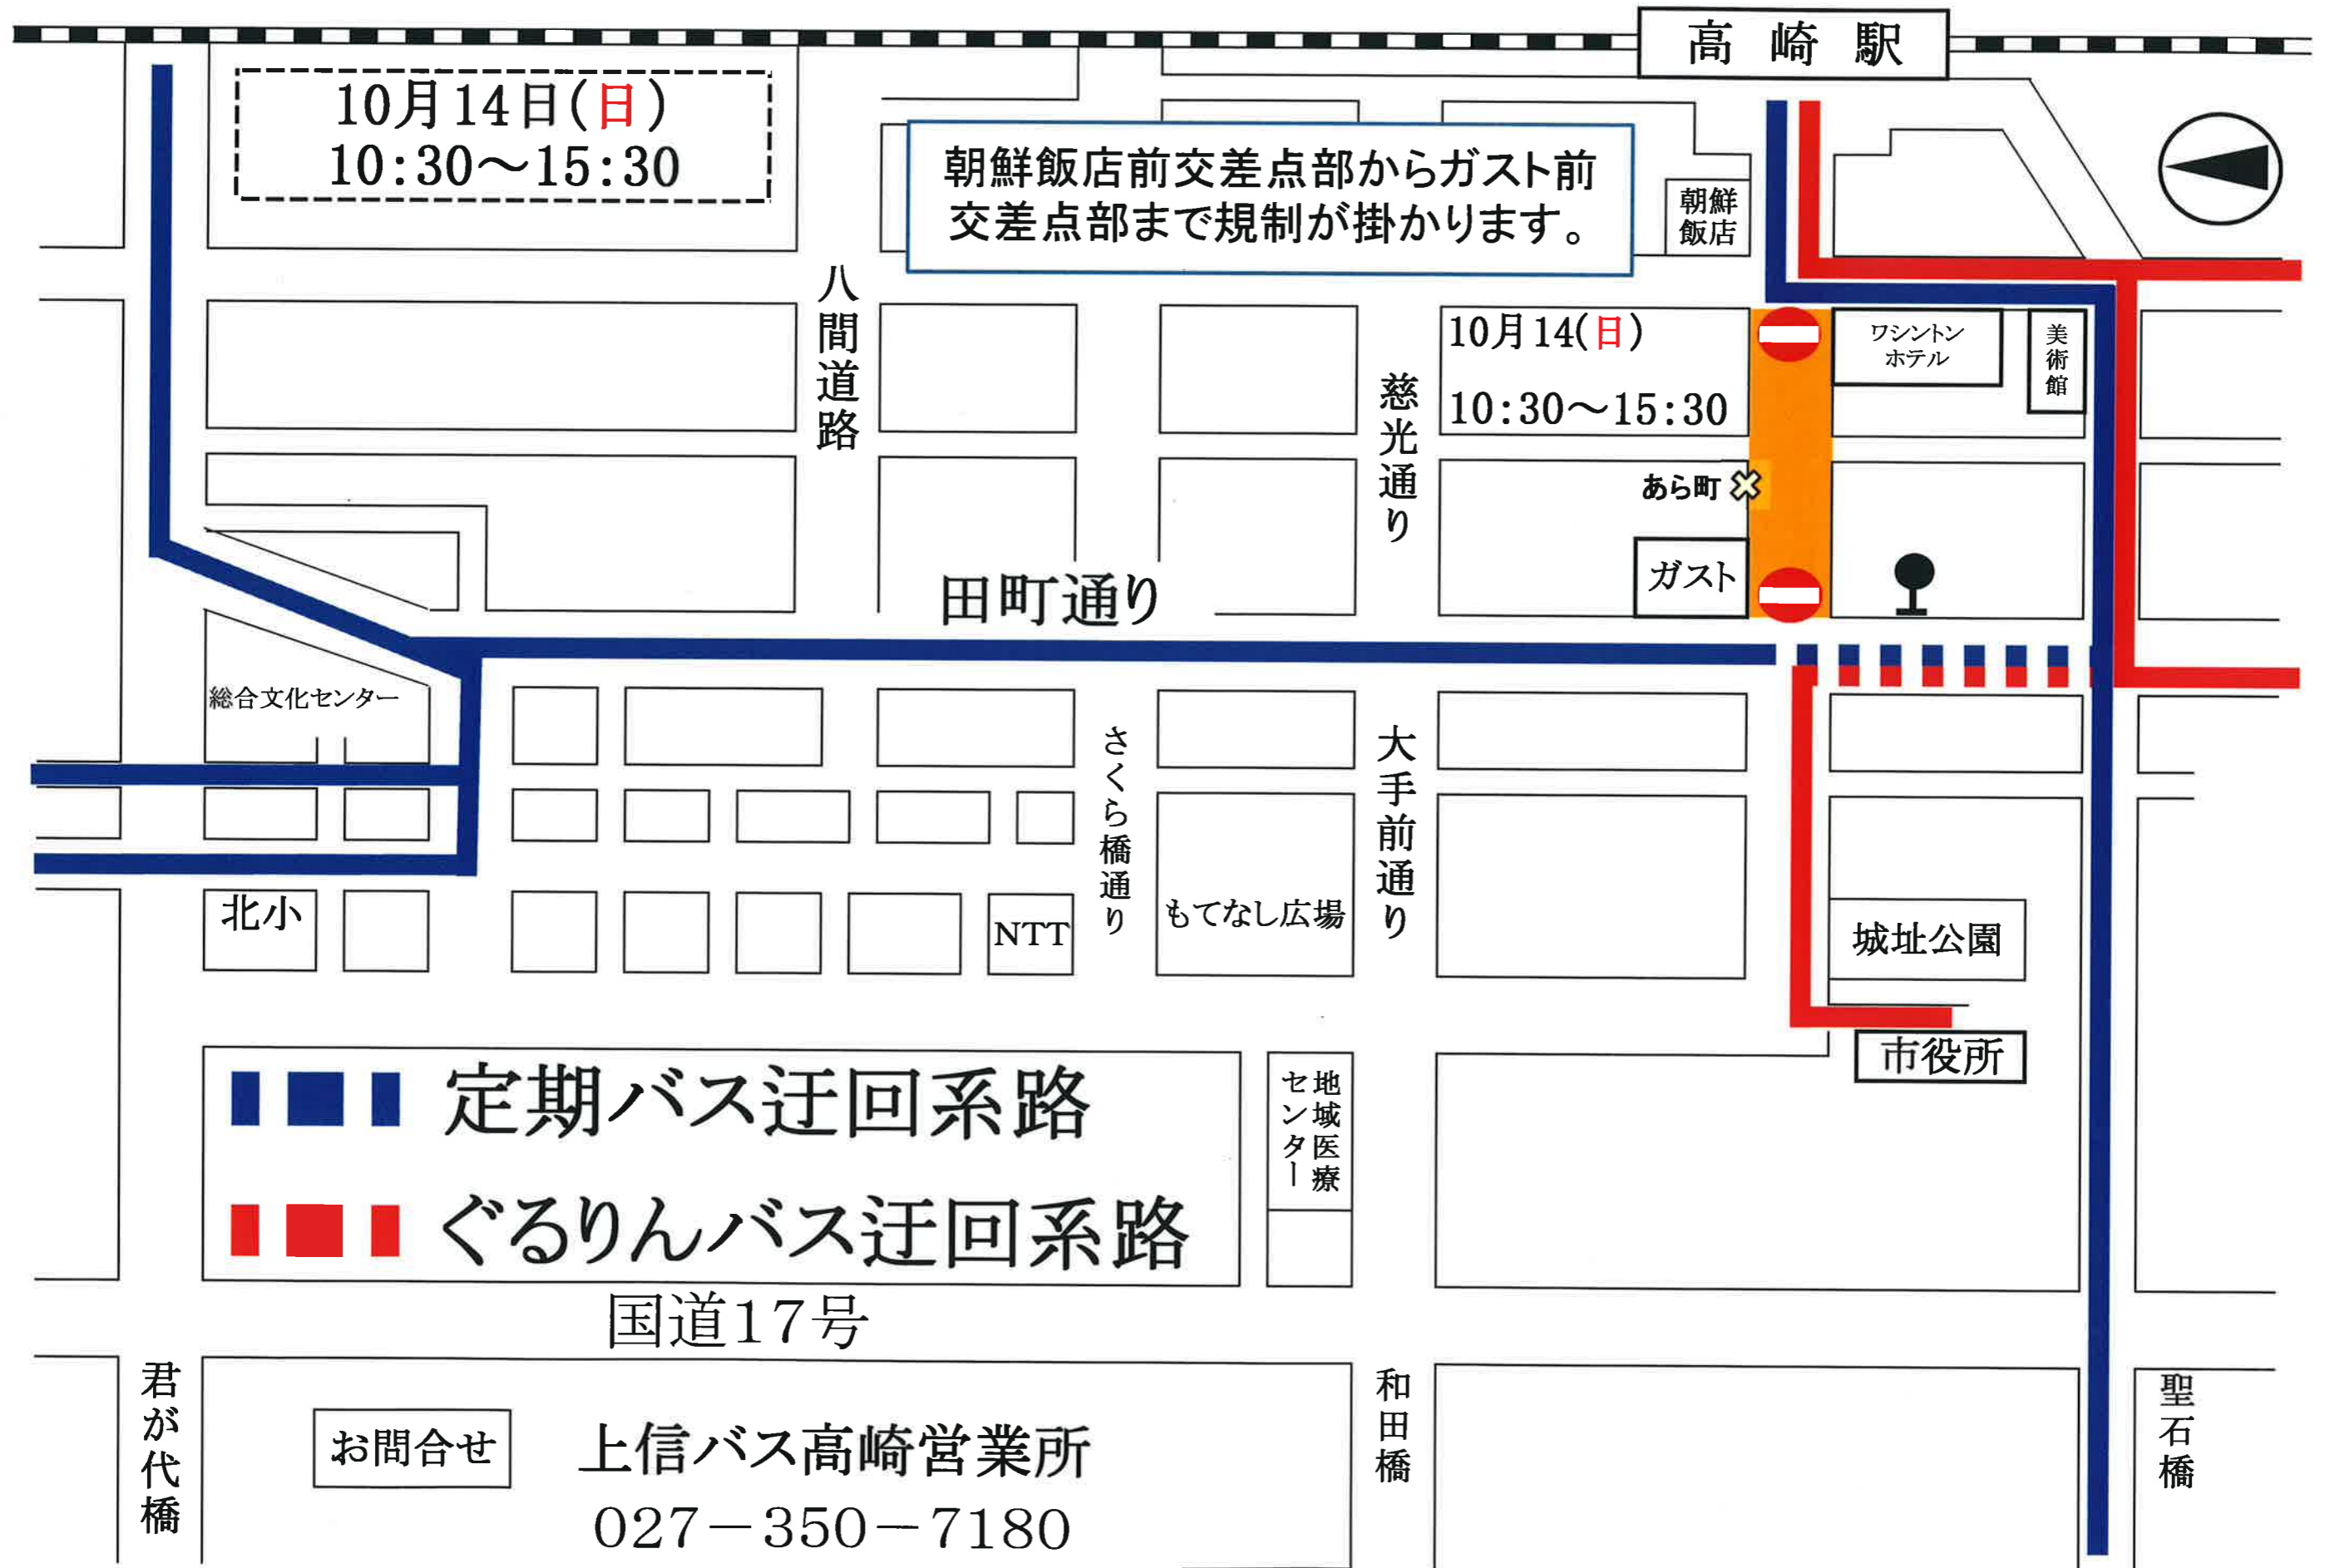 高崎駅
10月14日(日)
10:30～15:30
朝鮮飯店前交差点部からガスト前
交差点部まで規制が掛かります。
朝鮮
飯店
八間道路
慈光通り
10月14(日)
10:30～15:30
ワシントン
ホテル
美術館
あら町
ガスト
田町通り
総合文化センター
さくら橋通り
大手前通り
北小
NTT
もてなし広場
城址公園
市役所
定期バス迂回系路
ぐるりんバス迂回系路
地域医療
センター
国道17号
君が代橋
和田橋
聖石橋
お問合せ
上信バス高崎営業所
027－350－7180